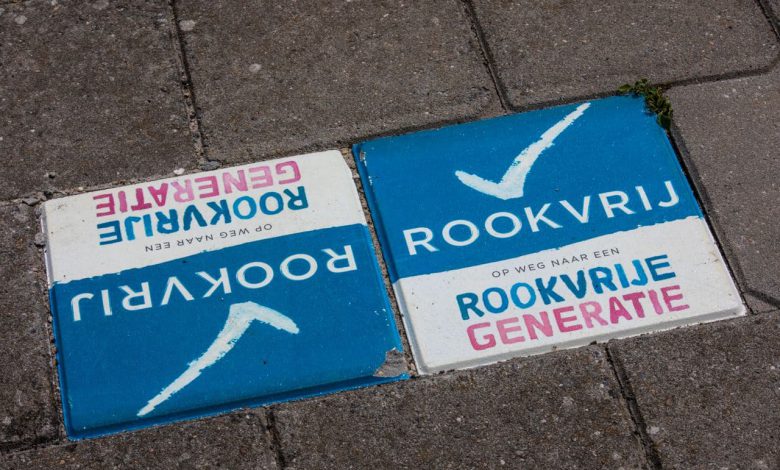 ROOKVRIJ
OP WEG NAAR EEN
ROOKVRIJE
GENERATIE
ROOKVRIJ
OP WEG NAAR EEN
ROOKVRIJE
GENERATIE